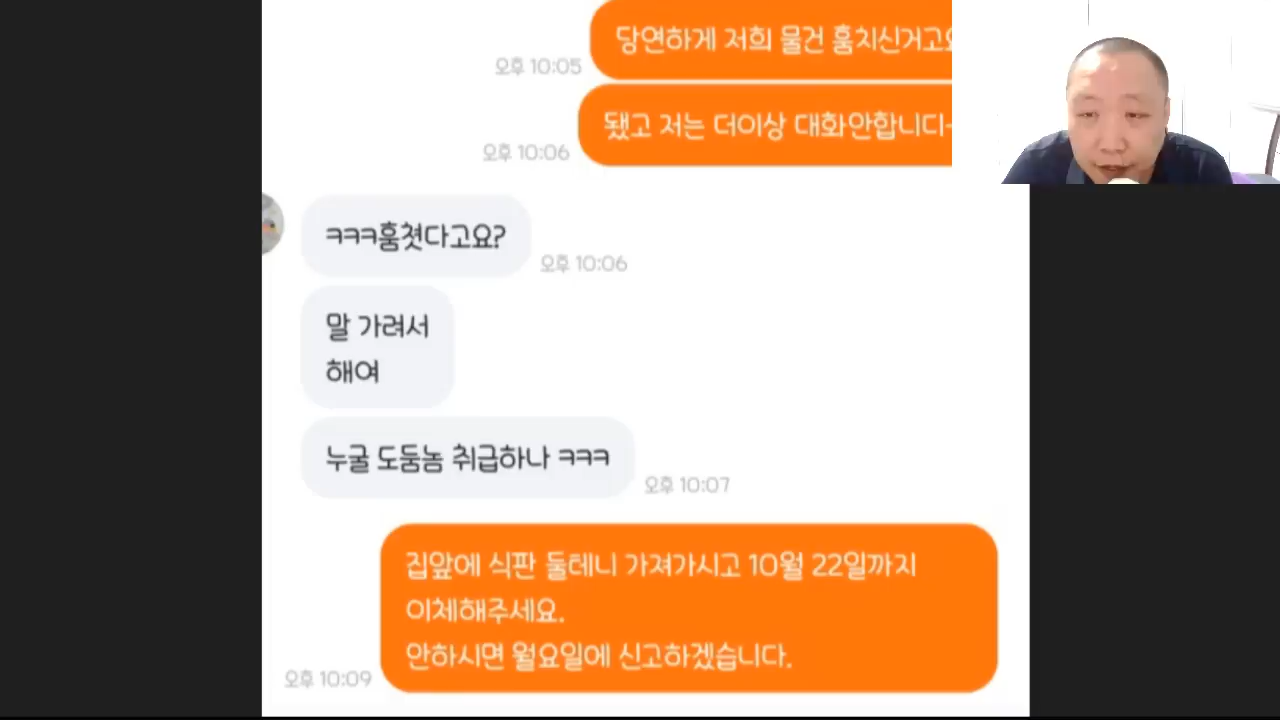 당연하게 저희 물건 훔치신거고
오후 10:05
됐고 저는 더이상 대화안합니디
오후 10:06
ㅋㅋㅋ훔쳣다고요?
오후 10:06
말 가려서
해여
누굴 도둠놈 취급하나 ㅋㅋㅋ
오후 10:07
집앞에 식판 둘테니 가져가시고 10월 22일까지
이체해주세요.
안하시면 월요일에 신고하겠습니다.
오후 10:09